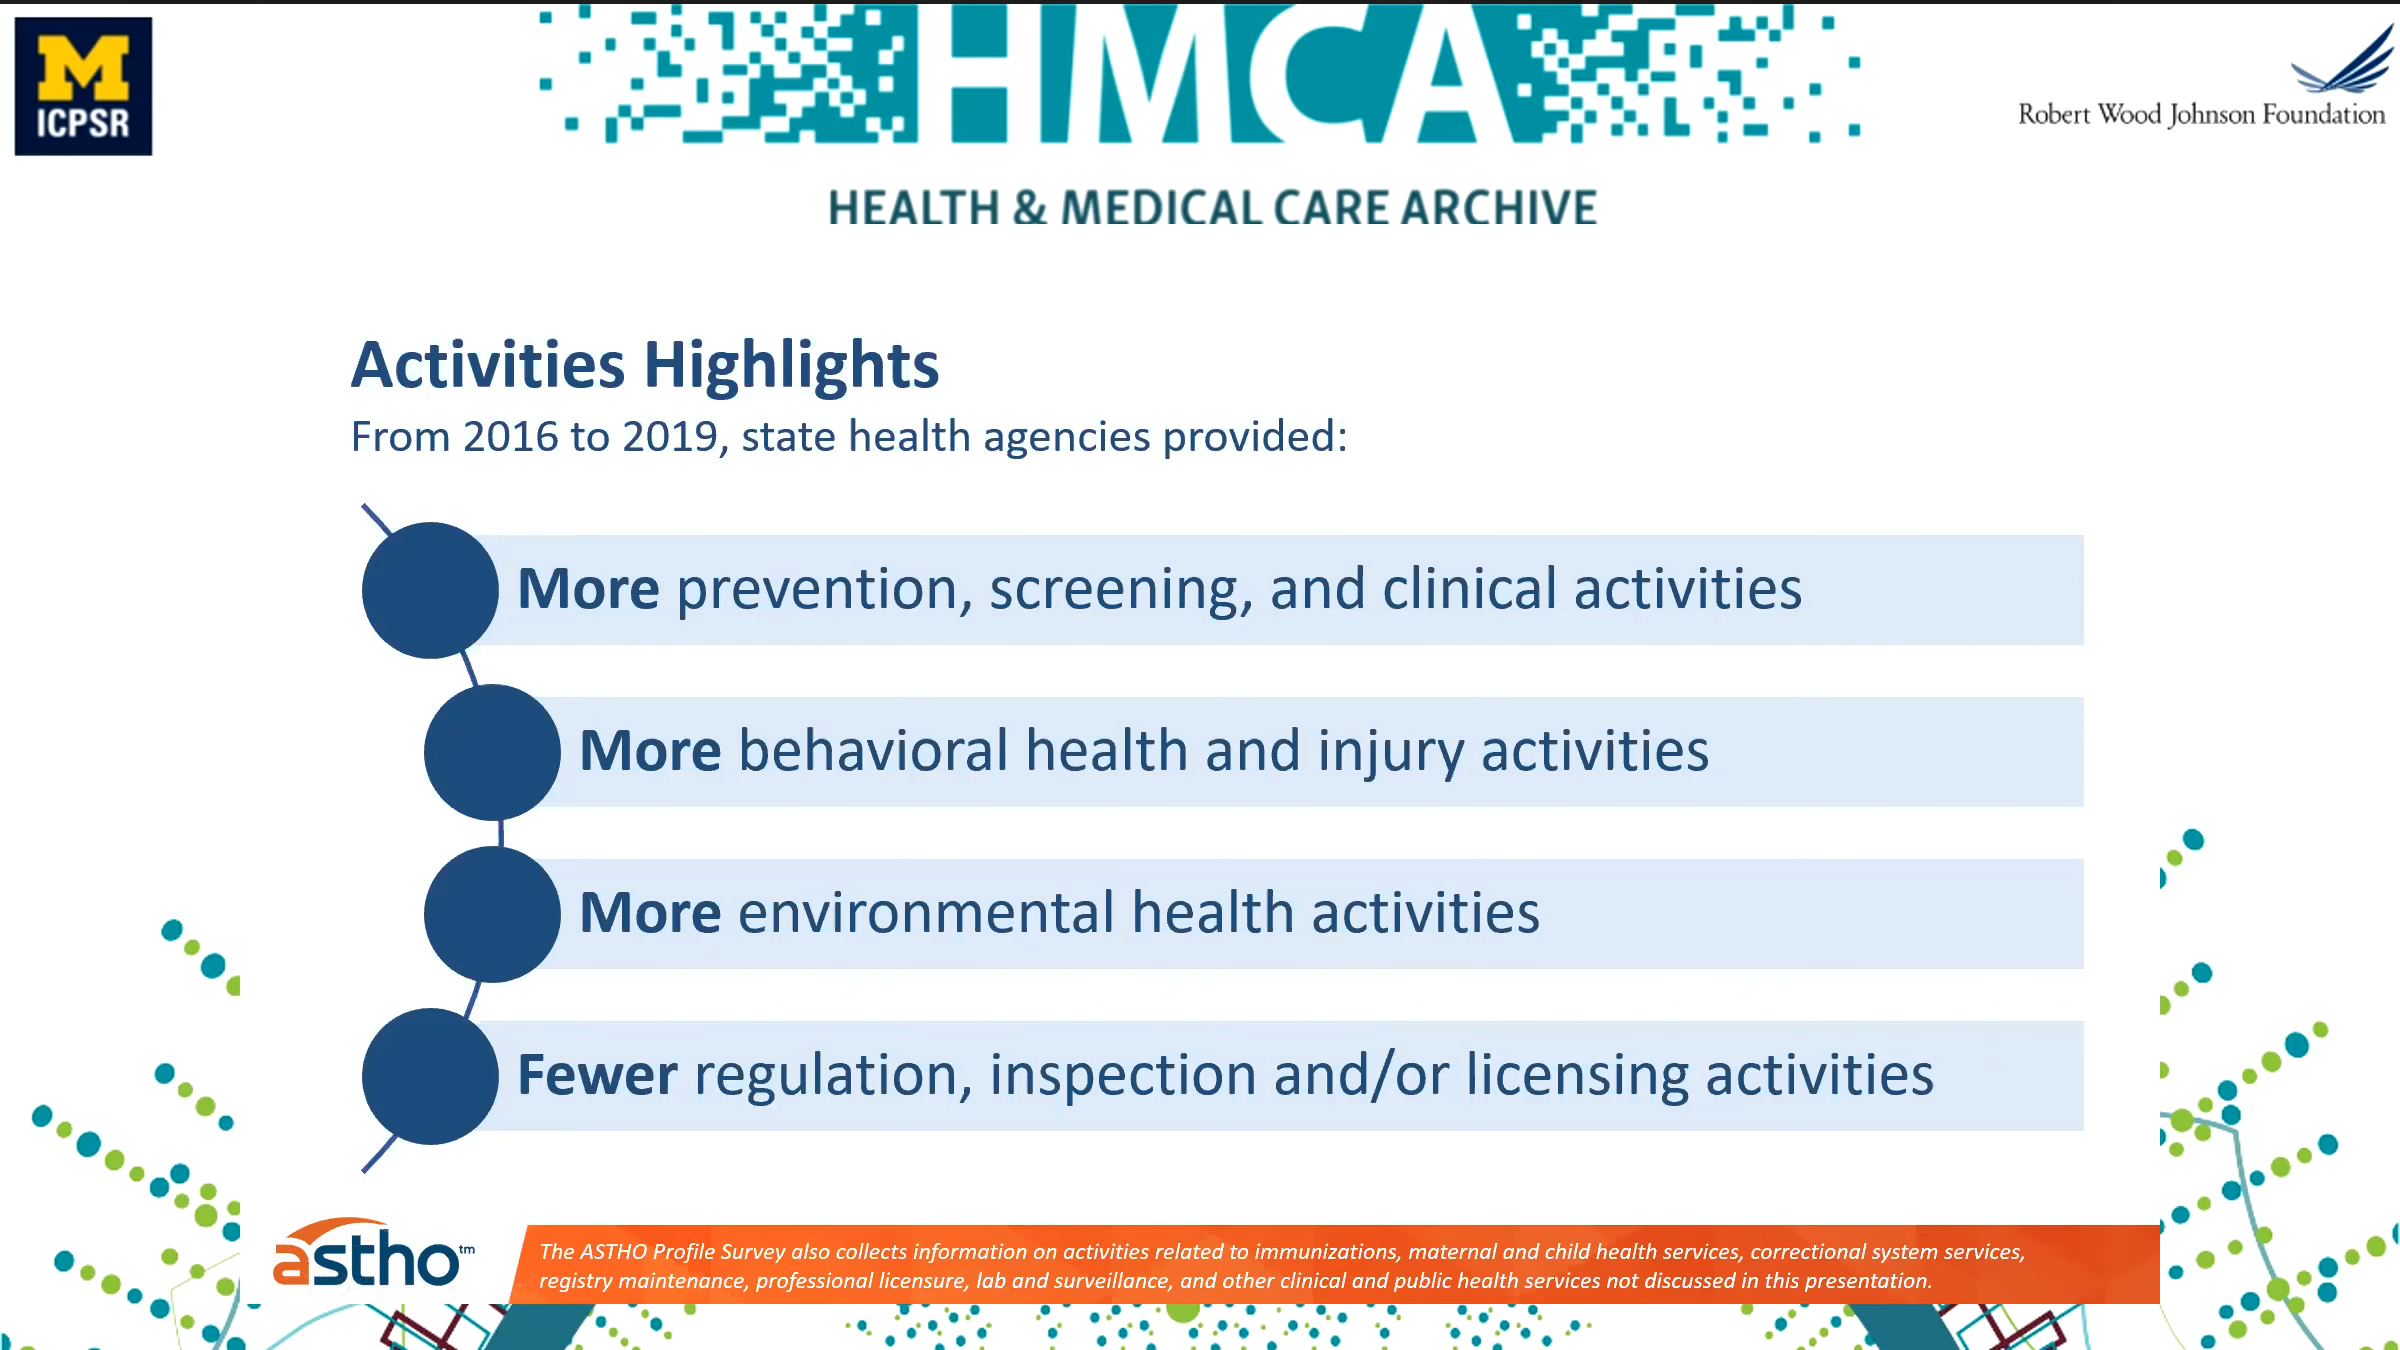 M
ICPSR
HMCA
HEALTH & MEDICAL CARE ARCHIVE
Robert Wood Johnson Foundation
Activities Highlights
From 2016 to 2019, state health agencies provided:
More prevention, screening, and clinical activities
More behavioral health and injury activities
More environmental health activities
Fewer regulation, inspection and/or licensing activities
astho™
The ASTHO Profile Survey also collects information on activities related to immunizations, maternal and child health services, correctional system services,
registry maintenance, professional licensure, lab and surveillance, and other clinical and public health services not discussed in this presentation.